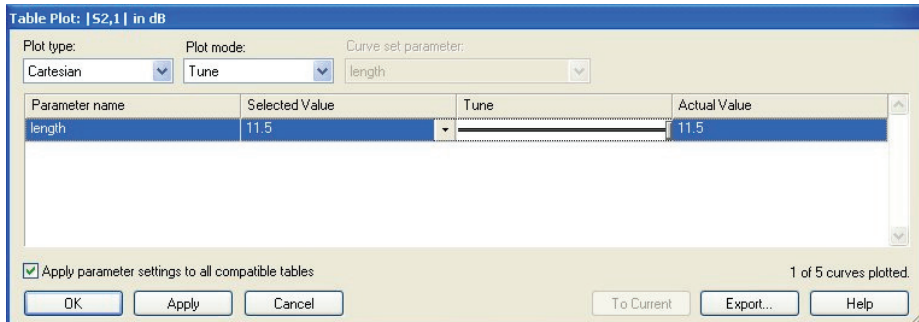 Table Plot: |S2,1| in dB
Plot type: Plot mode: Curve set parameter:
Cartesian Tune length
Parameter name Selected Value Tune Actual Value
length 11.5 11.5
Apply parameter settings to all compatible tables 1 of 5 curves plotted.
OK Apply Cancel To Current Export... Help